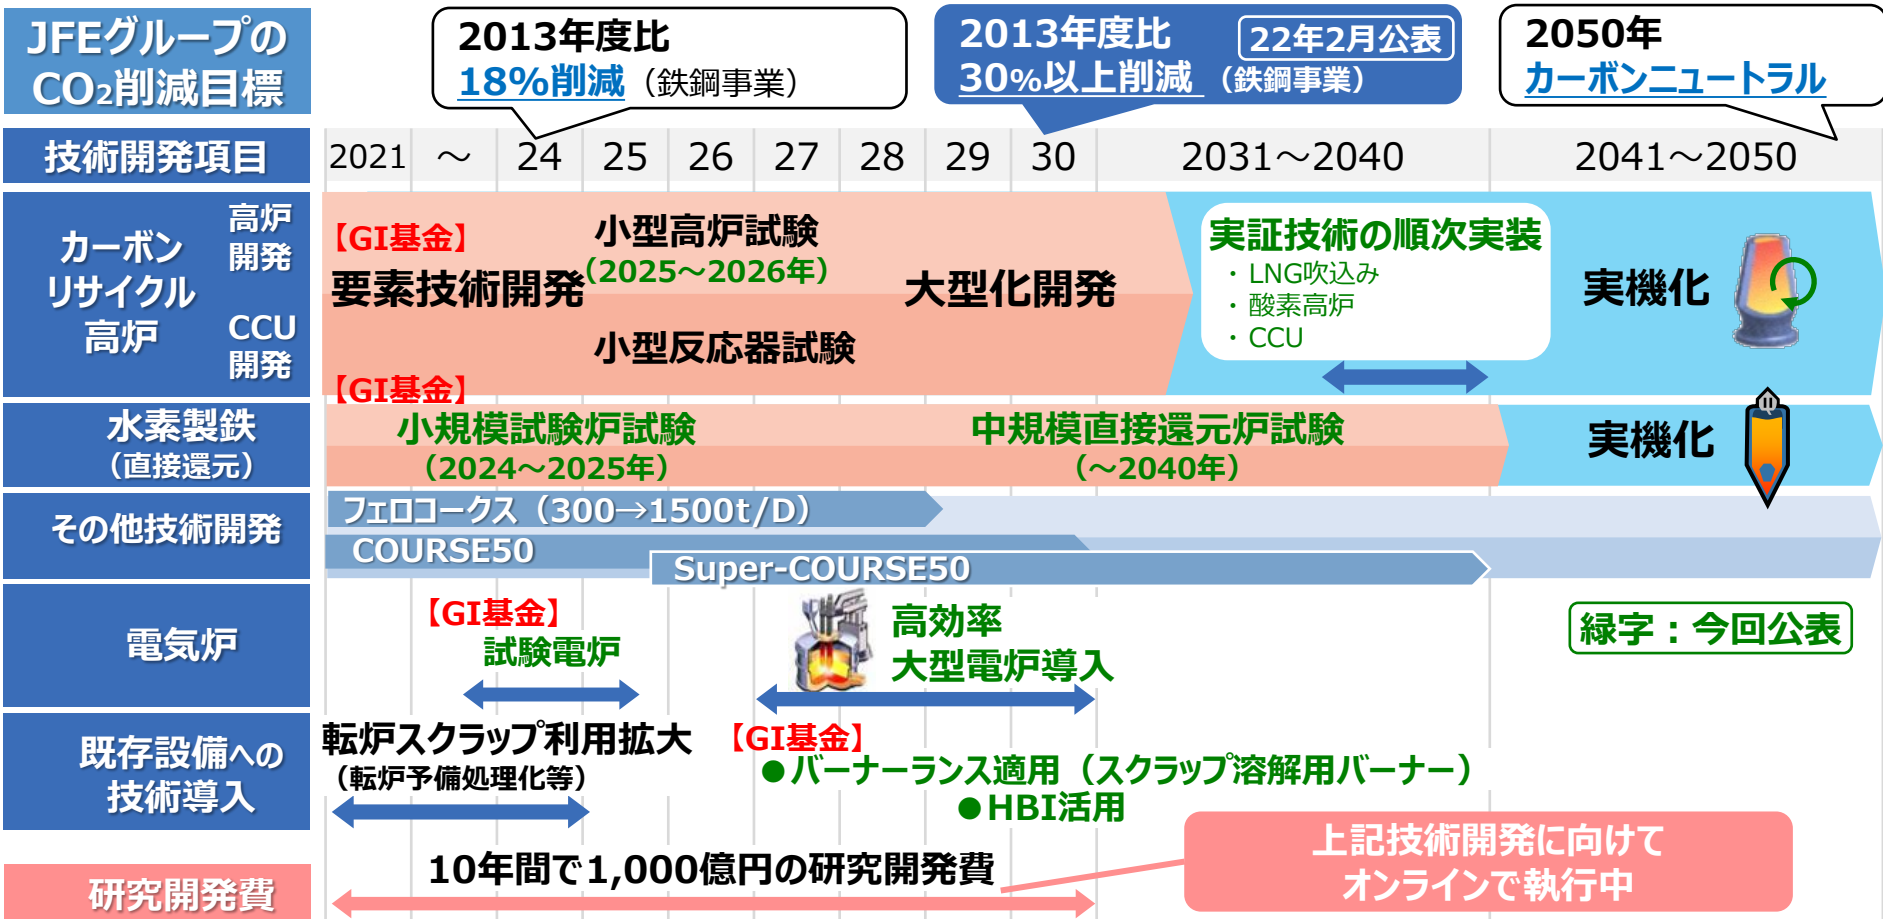 JFEグループの
CO2削減目標
2013年度比
18%削減（鉄鋼事業）
2013年度比
22年2月公表
30%以上削減（鉄鋼事業）
2050年
カーボンニュートラル
技術開発項目
2021 ～ 24 25 26 27 28 29 30 2031～2040 2041～2050
カーボン
リサイクル
高炉
高炉
開発
CCU
開発
【GI基金】
要素技術開発
小型高炉試験
（2025～2026年）
大型化開発
小型反応器試験
【GI基金】
実証技術の順次実装
・LNG吹込み
・酸素高炉
・CCU
実機化
水素製鉄
（直接還元）
小規模試験炉試験
（2024～2025年）
中規模直接還元炉試験
（～2040年）
実機化
その他技術開発
フェロコークス（300→1500t/D）
COURSE50
Super-COURSE50
電気炉
【GI基金】
試験電炉
高効率
大型電炉導入
緑字：今回公表
既存設備への
技術導入
転炉スクラップ利用拡大
（転炉予備処理化等）
【GI基金】
●バーナーランス適用（スクラップ溶解用バーナー）
●HBI活用
研究開発費
10年間で1,000億円の研究開発費
上記技術開発に向けて
オンラインで執行中